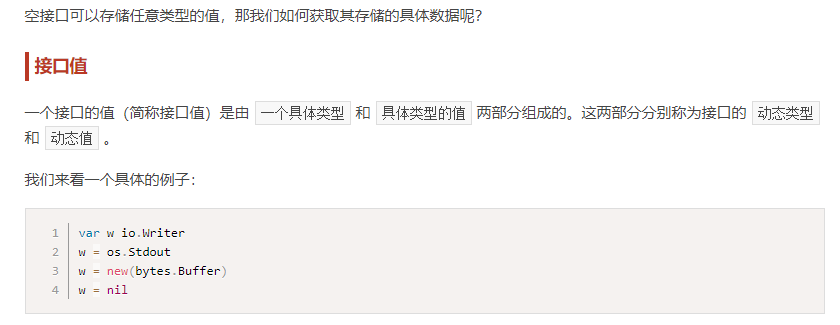 空接口可以存储任意类型的值，那我们如何获取其存储的具体数据呢？
接口值
一个接口的值（简称接口值）是由 一个具体类型 和 具体类型的值 两部分组成的。这两部分分别称为接口的 动态类型
和 动态值 。
我们来看一个具体的例子：
1 var w io.Writer
2 w = os.Stdout
3 w = new(bytes.Buffer)
4 w = nil